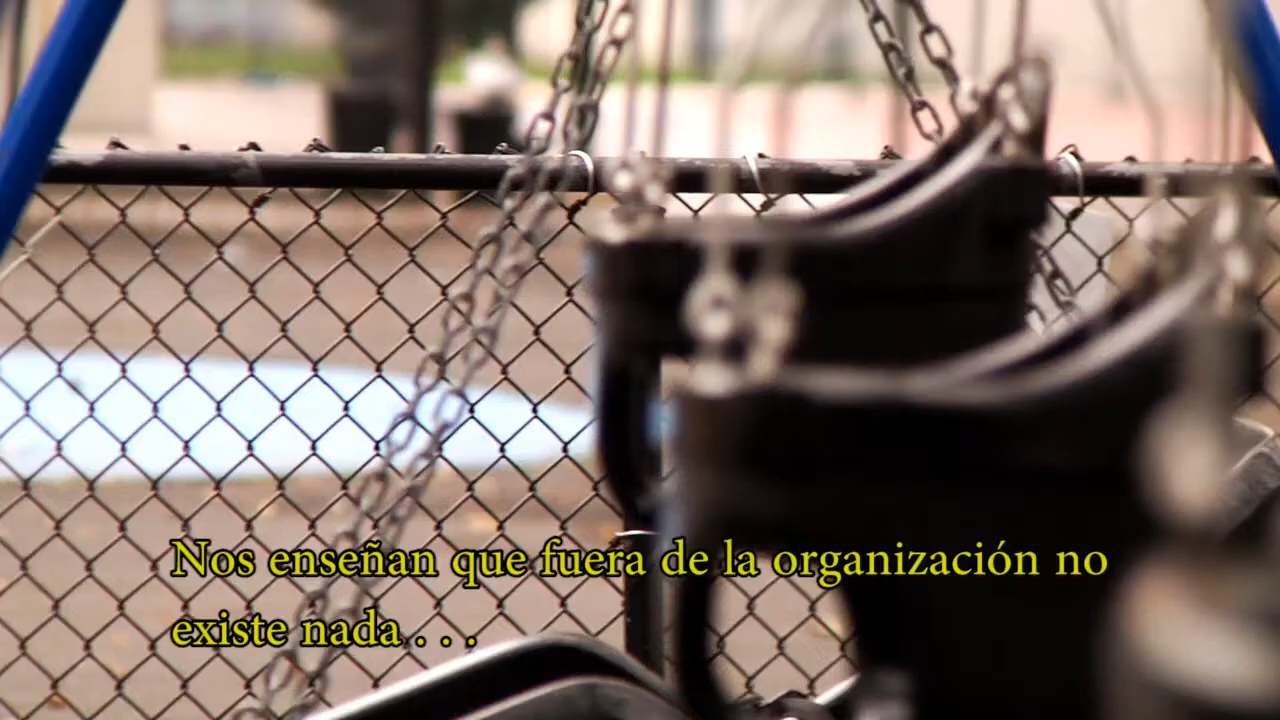 Nos enseñan que fuera de la organización no
existe nada . . .